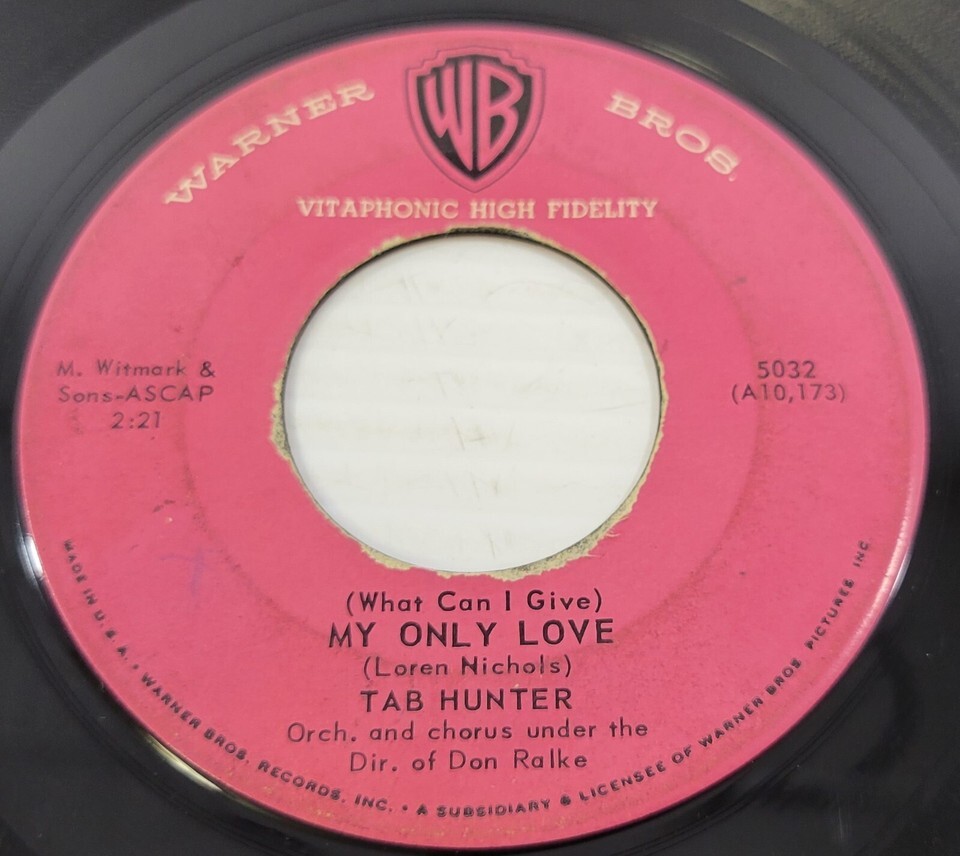 WARNER WB BROS.
VITAPHONIC HIGH FIDELITY
M. Witmark &
Sons-ASCAP
2:21
5032
(A10,173)
(What Can I Give)
MY ONLY LOVE
(Loren Nichols)
TAB HUNTER
Orch. and chorus under the
Dir. of Don Ralke
MADE IN U.S.A. • WARNER BROS. RECORDS, INC. • A SUBSIDIARY & LICENSEE OF WARNER BROS. PICTURES, INC.